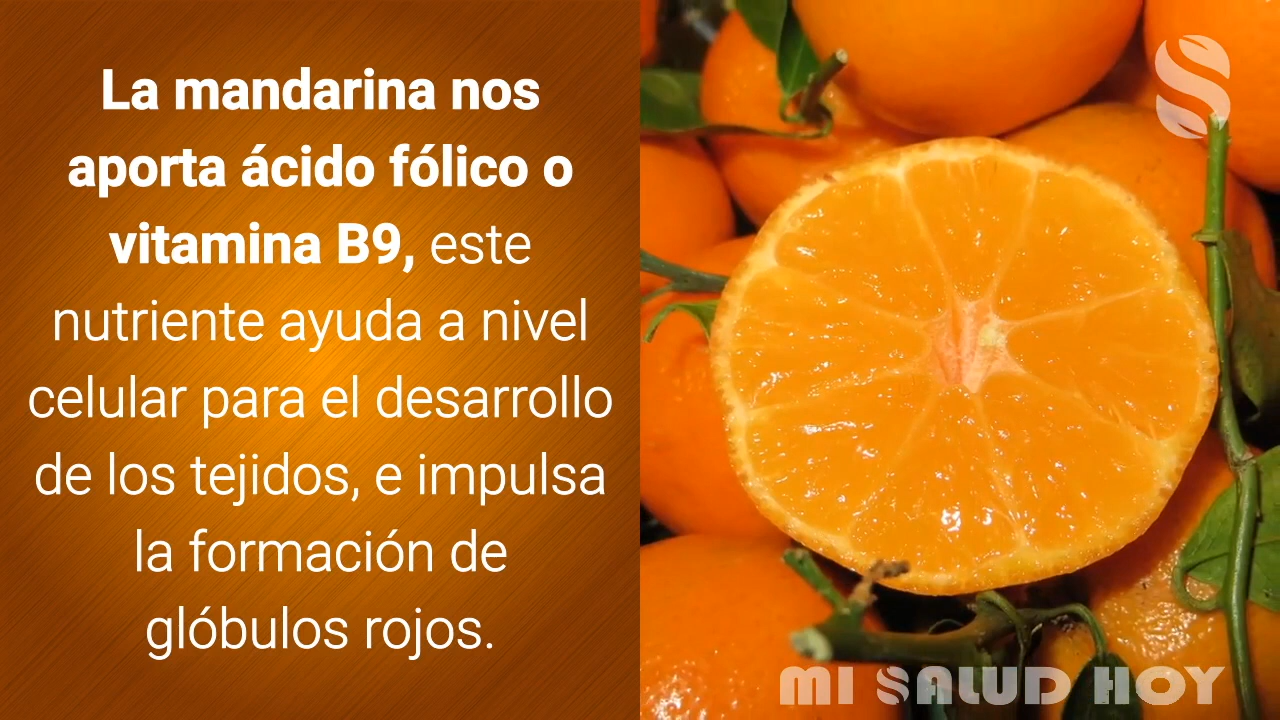 La mandarina nos
aporta ácido fólico o
vitamina B9, este
nutriente ayuda a nivel
celular para el desarrollo
de los tejidos, e impulsa
la formación de
glóbulos rojos.
MI SALUD HOY